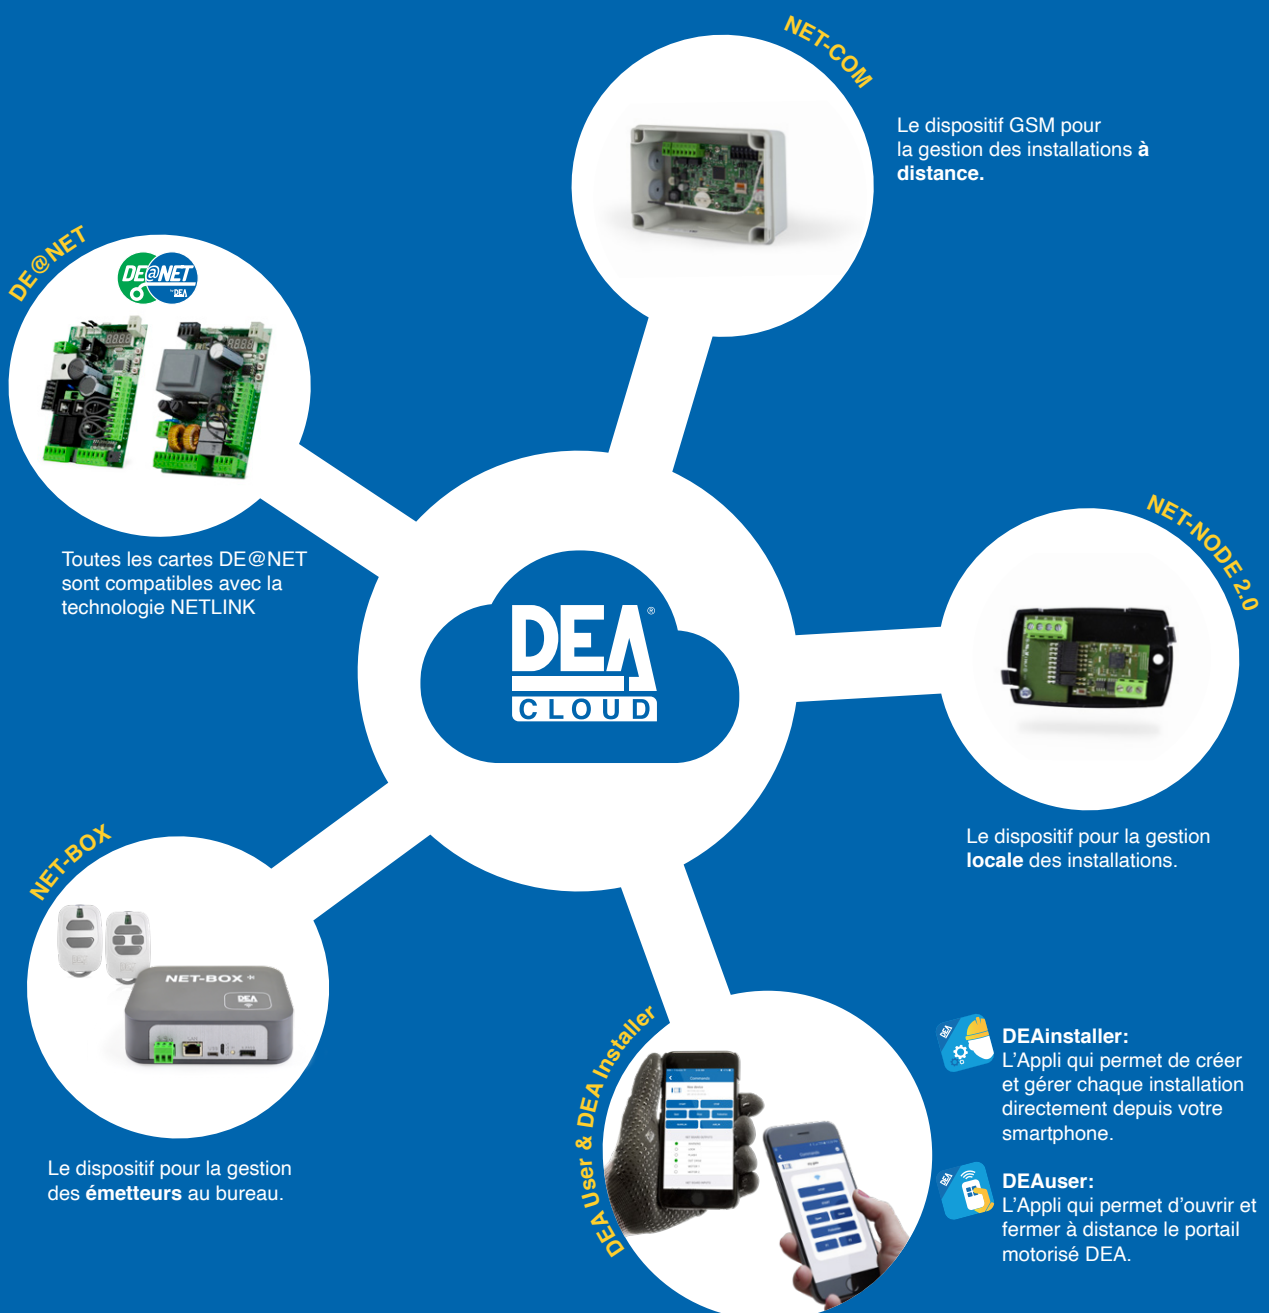 NET-COM
Le dispositif GSM pour
la gestion des installations à
distance.
DE@NET
DE@NET
by DEA
Toutes les cartes DE@NET
sont compatibles avec la
technologie NETLINK
NET-NODE 2.0
Le dispositif pour la gestion
locale des installations.
DEA®
CLOUD
NET-BOX
NET-BOX
DEA
Le dispositif pour la gestion
des émetteurs au bureau.
DEA User & DEA Installer
DEA
DEAinstaller:
L'Appli qui permet de créer
et gérer chaque installation
directement depuis votre
smartphone.
DEA
DEAuser:
L'Appli qui permet d'ouvrir et
fermer à distance le portail
motorisé DEA.